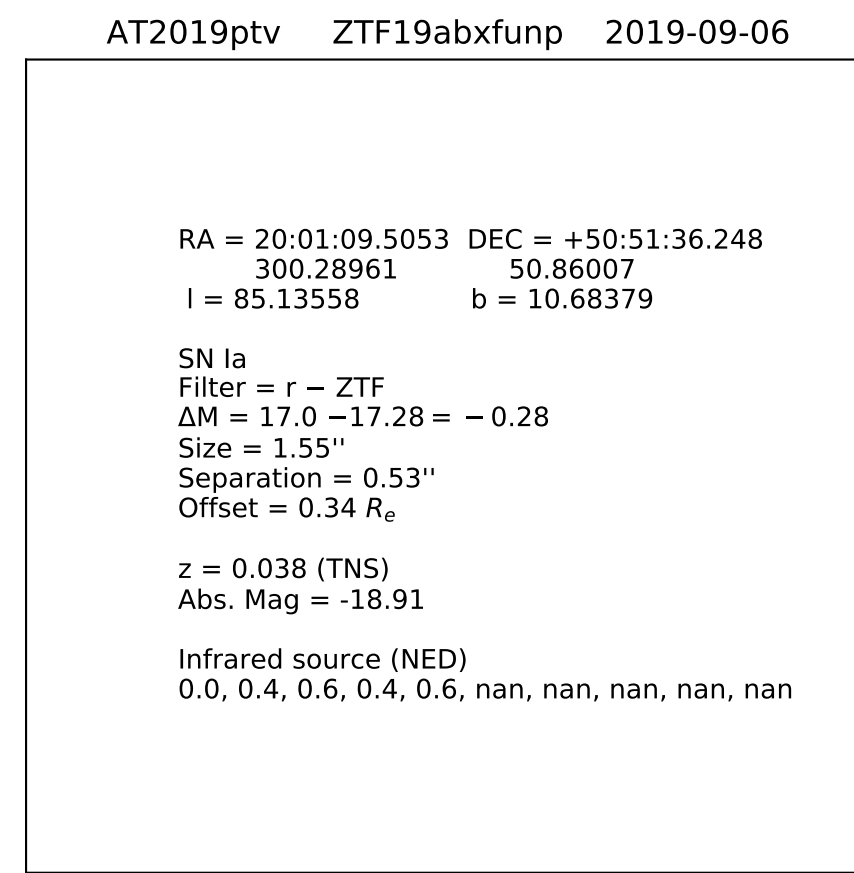 AT2019ptv ZTF19abxfunp 2019-09-06
RA = 20:01:09.5053 DEC = +50:51:36.248
300.28961 50.86007
l = 85.13558 b = 10.68379
SN Ia
Filter = r − ZTF
ΔM = 17.0 −17.28 = − 0.28
Size = 1.55''
Separation = 0.53''
Offset = 0.34 Rₑ
z = 0.038 (TNS)
Abs. Mag = -18.91
Infrared source (NED)
0.0, 0.4, 0.6, 0.4, 0.6, nan, nan, nan, nan, nan